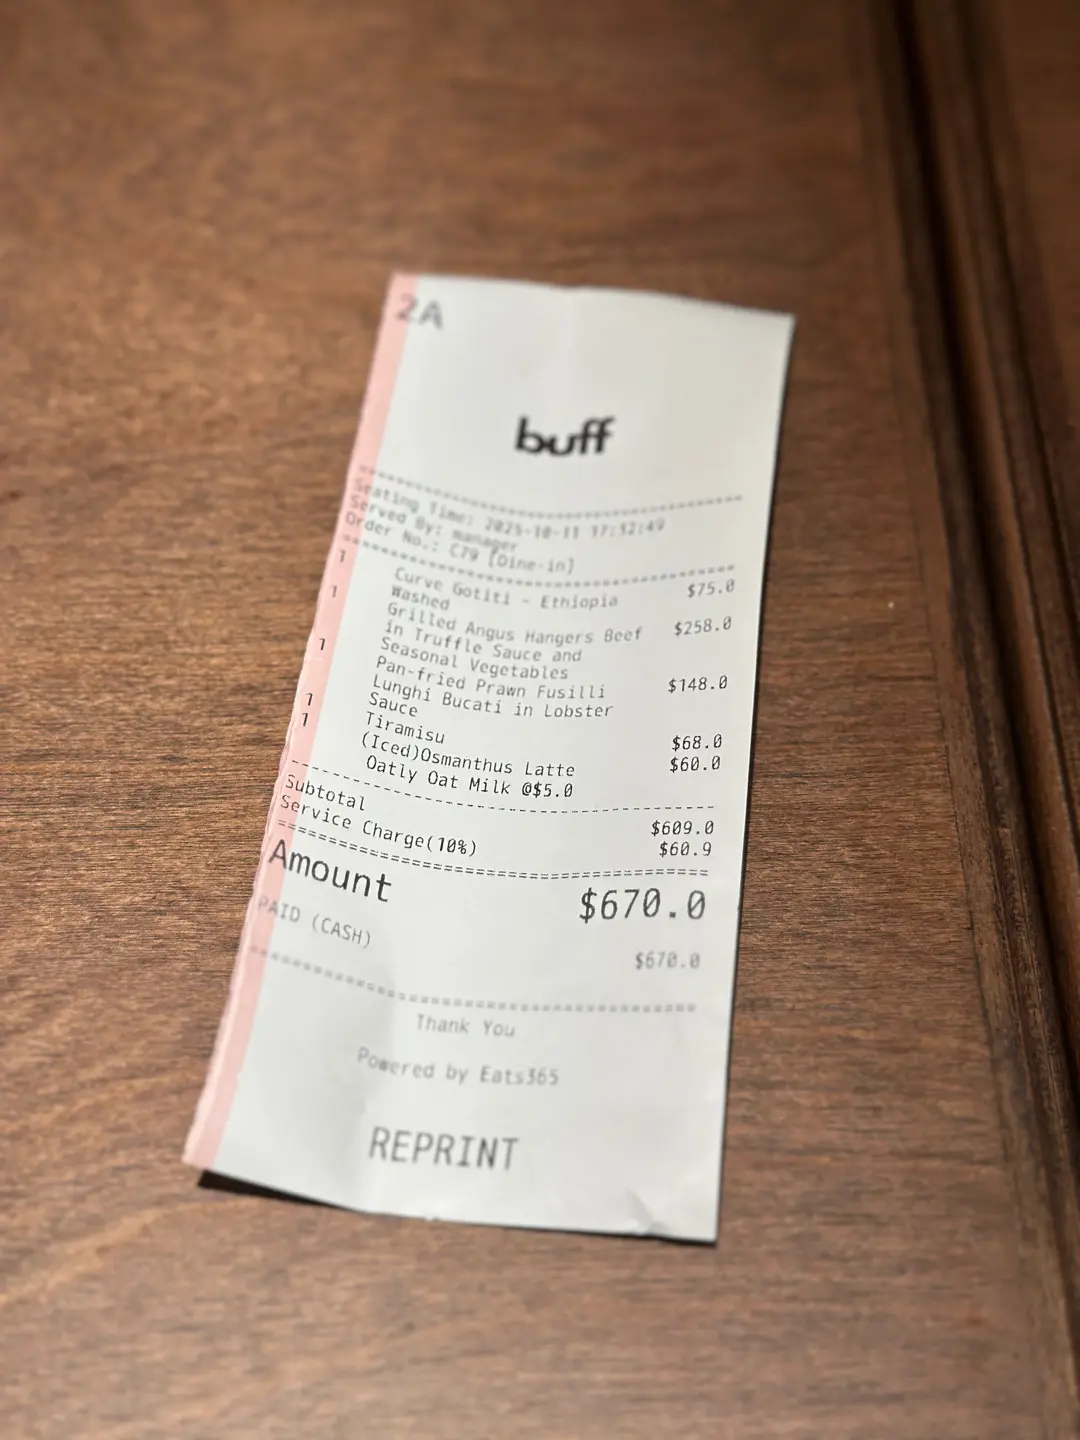 2A
buff
Seating Time: 2025-10-11 17:32:49
Served By: manager
Order No.: C79 [Dine-in]
1 Curve Gotiti - Ethiopia $75.0
Washed
1 Grilled Angus Hangers Beef $258.0
in Truffle Sauce and
Seasonal Vegetables
1 Pan-fried Prawn Fusilli $148.0
Lunghi Bucati in Lobster
Sauce
1 Tiramisu $68.0
1 (Iced)Osmanthus Latte $60.0
Oatly Oat Milk @$5.0
Subtotal $609.0
Service Charge(10%) $60.9
Amount $670.0
PAID (CASH) $670.0
Thank You
Powered by Eats365
REPRINT